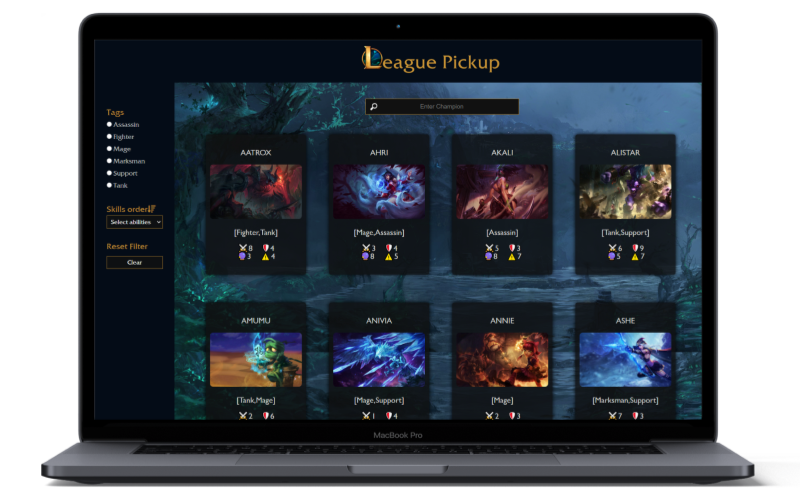 League Pickup
Enter Champion
Tags
Assassin
Fighter
Mage
Marksman
Support
Tank
Skills order
Select abilities
Reset Filter
Clear
AATROX
[Fighter,Tank]
8 4
3 4
AHRI
[Mage,Assassin]
3 4
8 5
AKALI
[Assassin]
5 3
8 7
ALISTAR
[Tank,Support]
6 9
5 7
AMUMU
[Tank,Mage]
2 6
ANIVIA
[Mage,Support]
1 4
ANNIE
[Mage]
2 3
ASHE
[Marksman,Support]
7 3
MacBook Pro